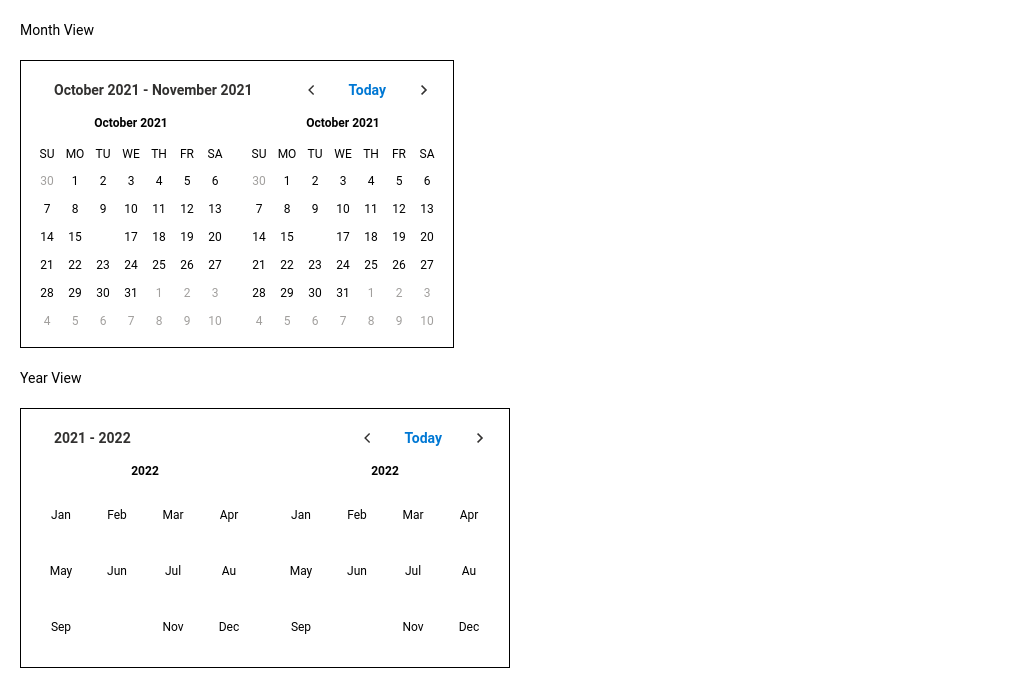 Month View
October 2021 - November 2021 Today
October 2021 October 2021
SU MO TU WE TH FR SA SU MO TU WE TH FR SA
30 1 2 3 4 5 6 30 1 2 3 4 5 6
7 8 9 10 11 12 13 7 8 9 10 11 12 13
14 15 17 18 19 20 14 15 17 18 19 20
21 22 23 24 25 26 27 21 22 23 24 25 26 27
28 29 30 31 1 2 3 28 29 30 31 1 2 3
4 5 6 7 8 9 10 4 5 6 7 8 9 10
Year View
2021 - 2022 Today
2022 2022
Jan Feb Mar Apr Jan Feb Mar Apr
May Jun Jul Au May Jun Jul Au
Sep Nov Dec Sep Nov Dec